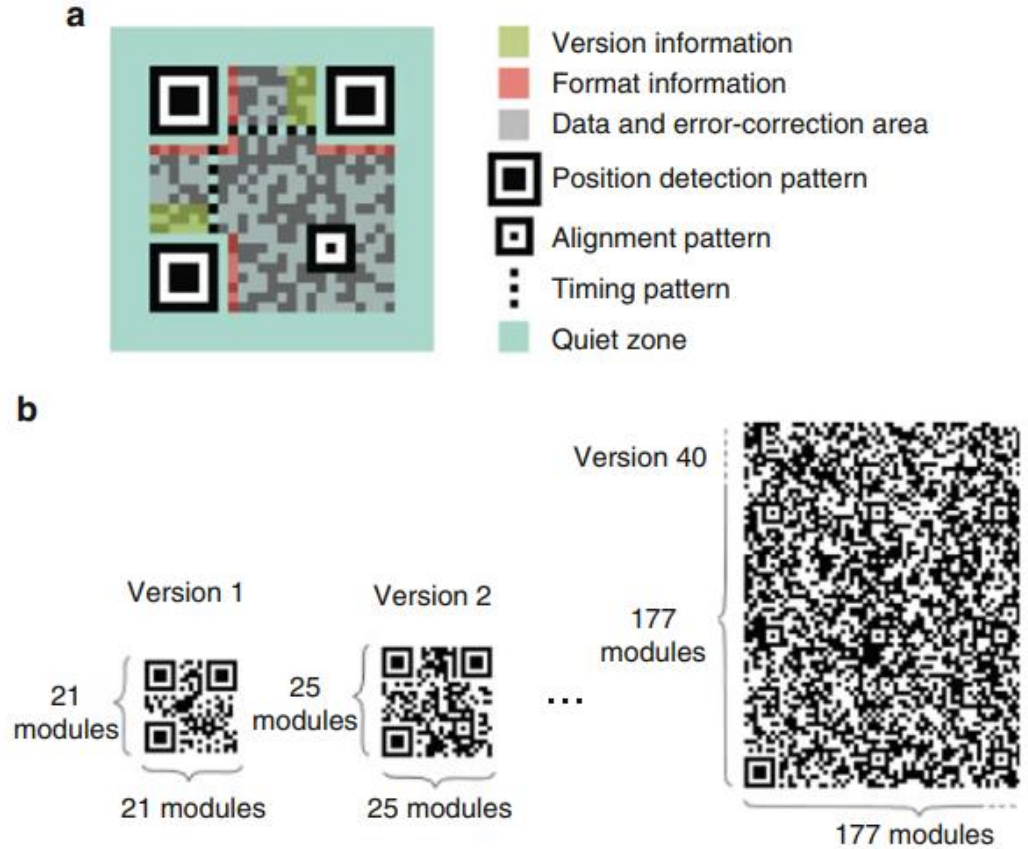 a
Version information
Format information
Data and error-correction area
Position detection pattern
Alignment pattern
Timing pattern
Quiet zone
b
Version 40
Version 1
Version 2
177
modules
21
modules
25
modules
...
21 modules
25 modules
177 modules